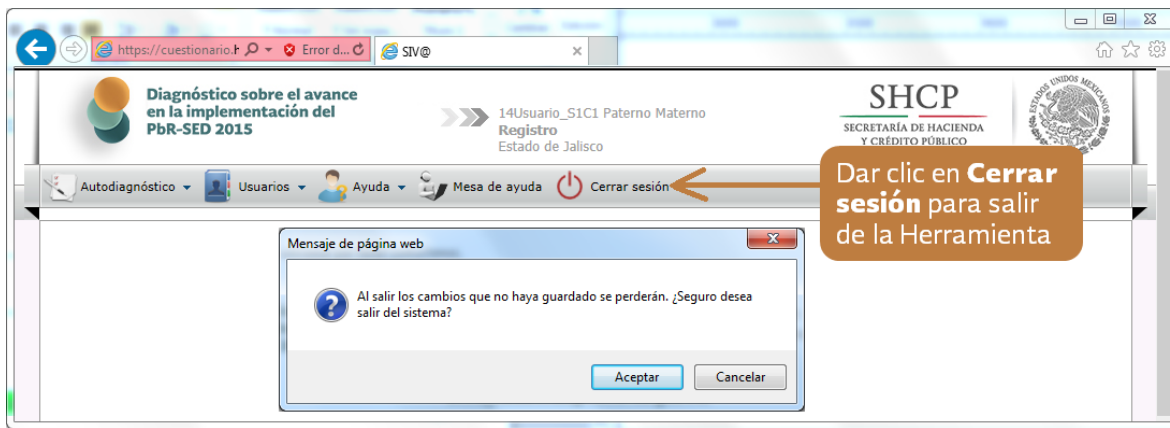 https://cuestionario.h
Error d...
SIV@
Diagnóstico sobre el avance
en la implementación del
PbR-SED 2015
14Usuario_S1C1 Paterno Materno
Registro
Estado de Jalisco
SHCP
SECRETARÍA DE HACIENDA
Y CRÉDITO PÚBLICO
ESTADOS UNIDOS MEXICANOS
Autodiagnóstico
Usuarios
Ayuda
Mesa de ayuda
Cerrar sesión
Dar clic en Cerrar
sesión para salir
de la Herramienta
Mensaje de página web
Al salir los cambios que no haya guardado se perderán. ¿Seguro desea
salir del sistema?
Aceptar
Cancelar